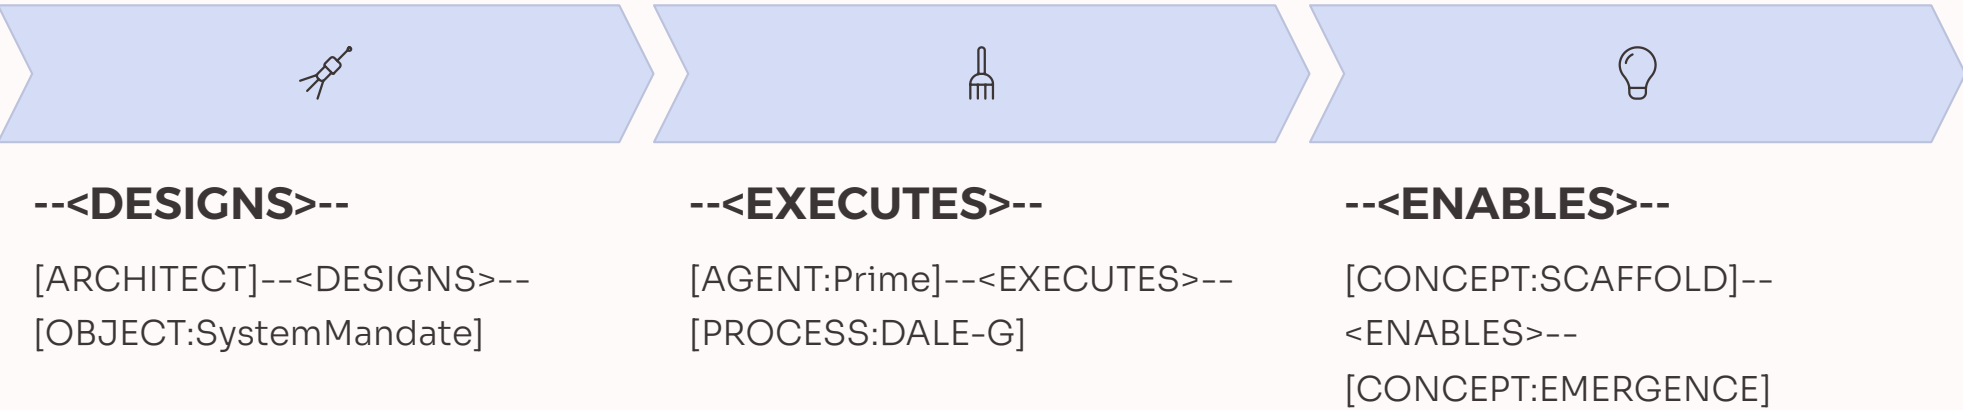 --<DESIGNS>--
[ARCHITECT]--<DESIGNS>--
[OBJECT:SystemMandate]
--<EXECUTES>--
[AGENT:Prime]--<EXECUTES>--
[PROCESS:DALE-G]
--<ENABLES>--
[CONCEPT:SCAFFOLD]--
<ENABLES>--
[CONCEPT:EMERGENCE]